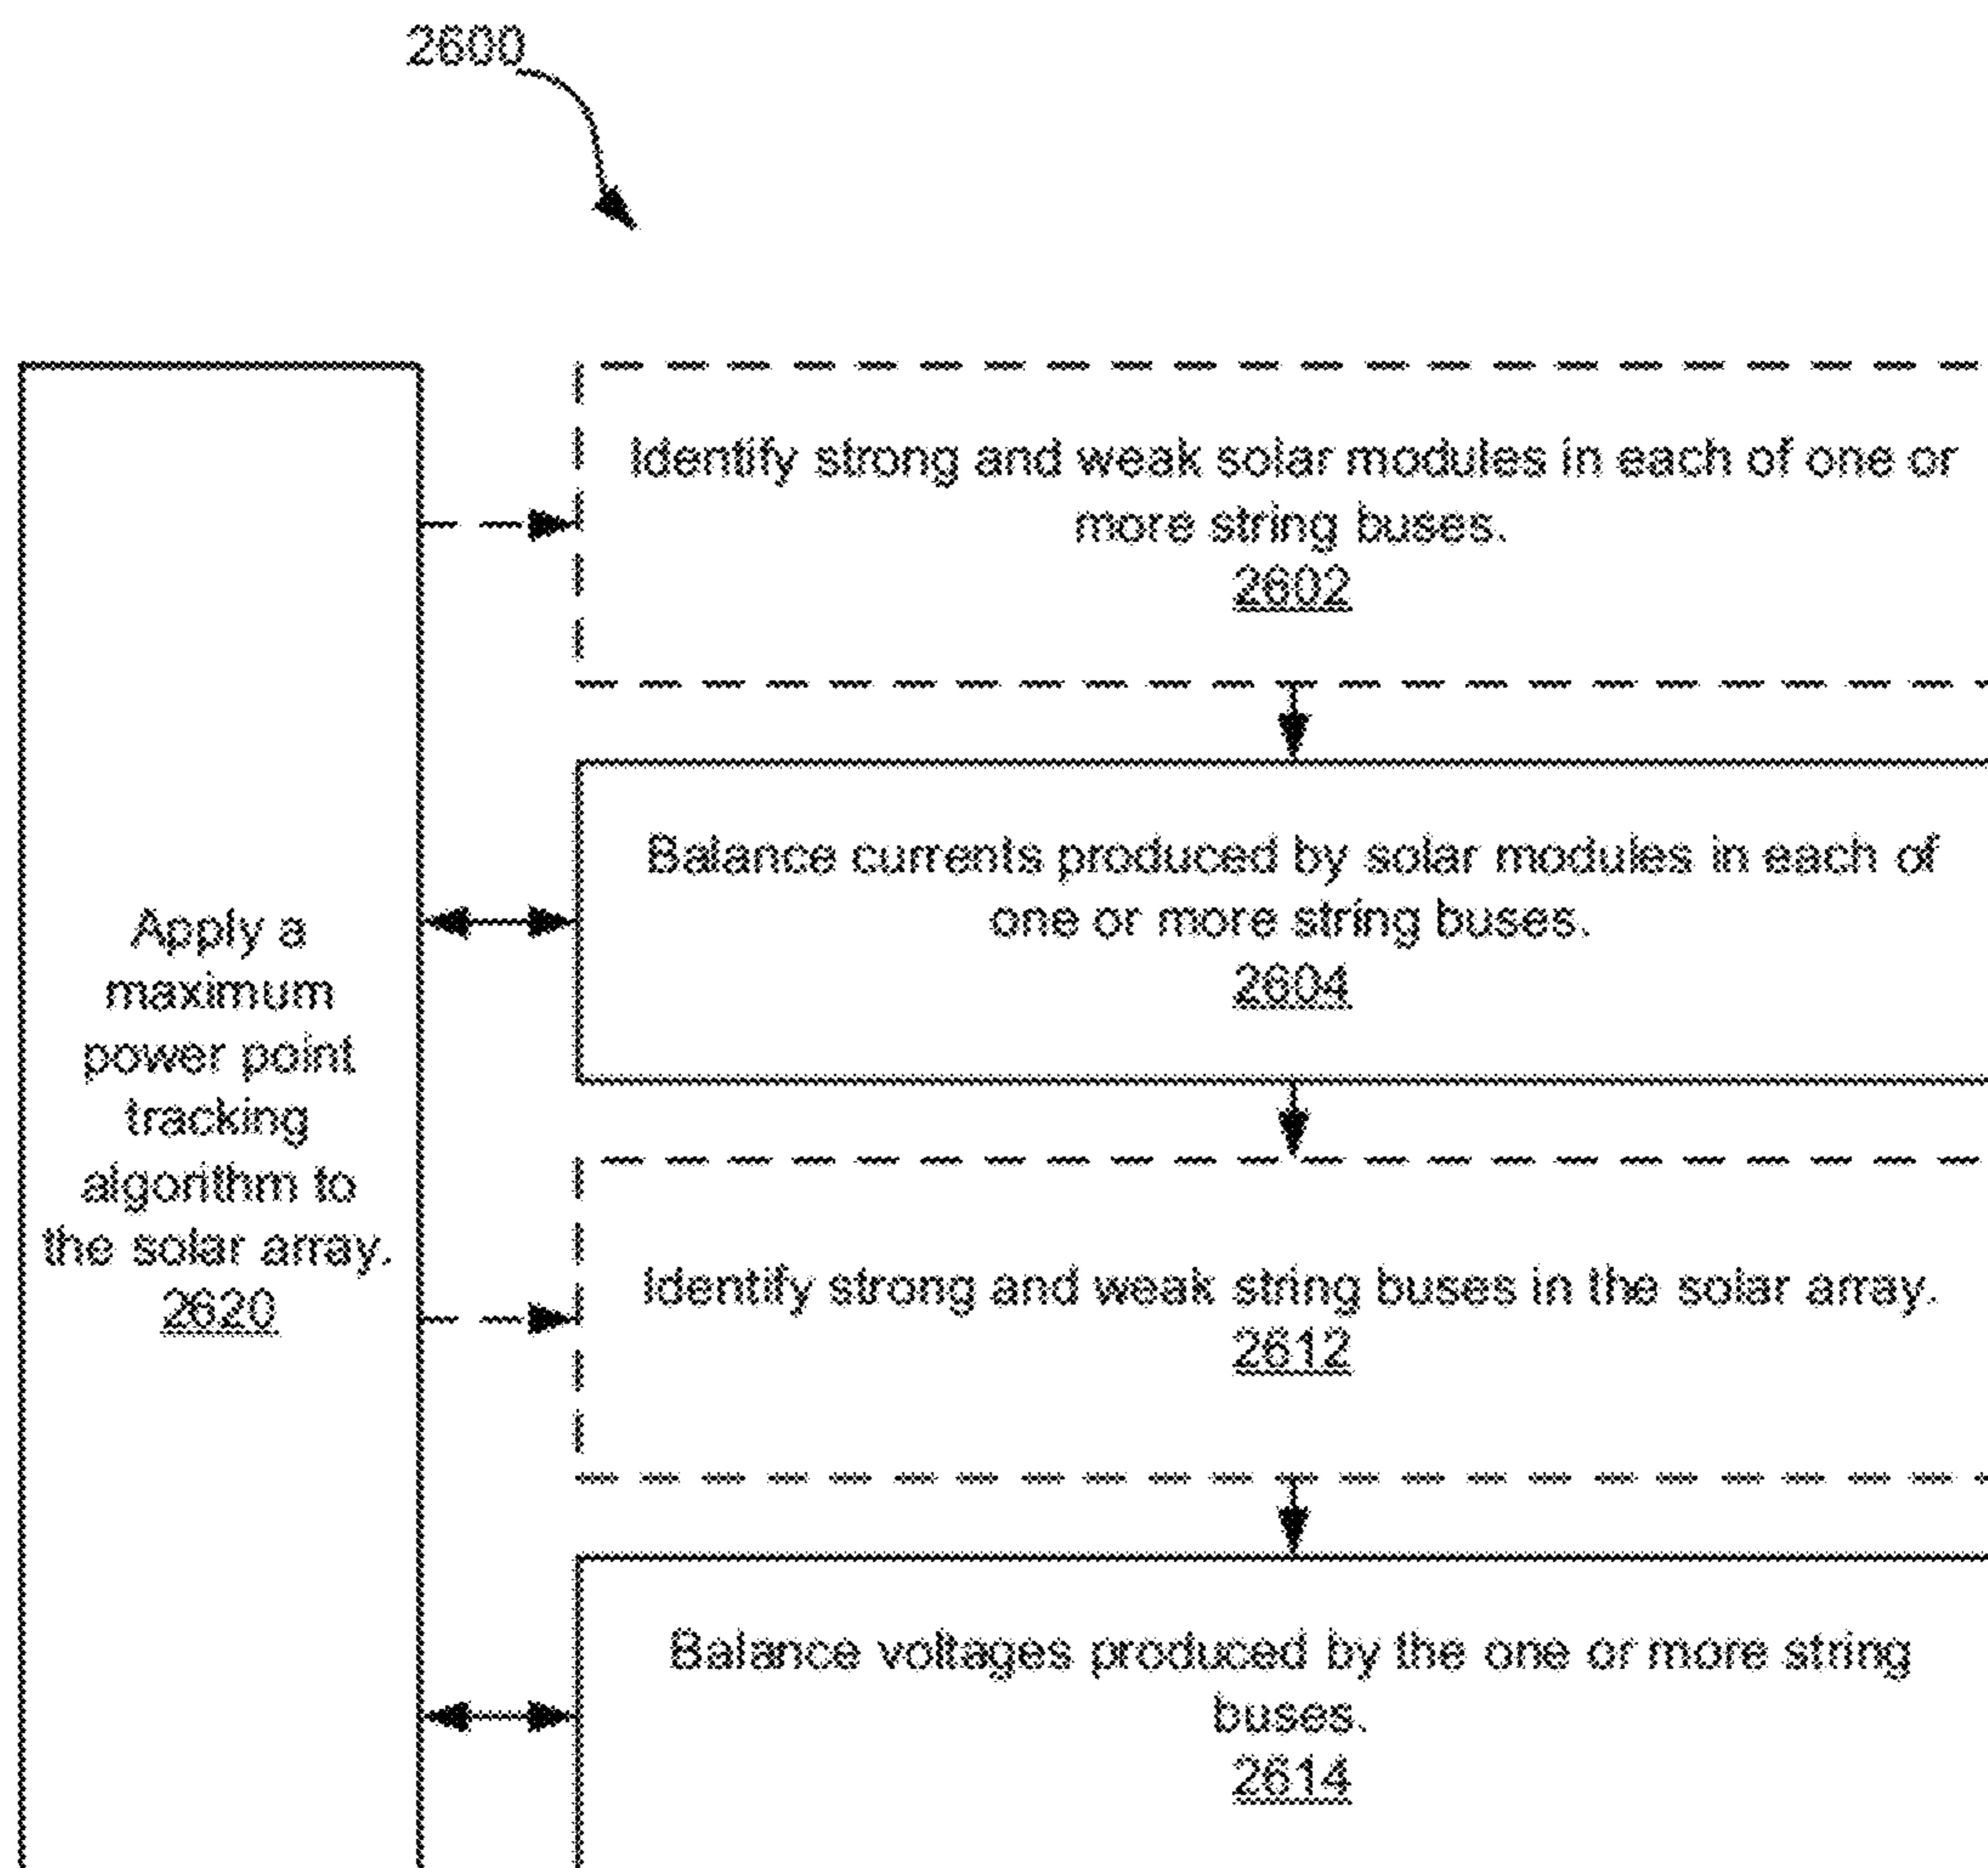 2600
Apply a
maximum
power point
tracking
algorithm to
the solar array.
2620
Identify strong and weak solar modules in each of one or
more string buses.
2602
Balance currents produced by solar modules in each of
one or more string buses.
2604
Identify strong and weak string buses in the solar array.
2612
Balance voltages produced by the one or more string
buses.
2614